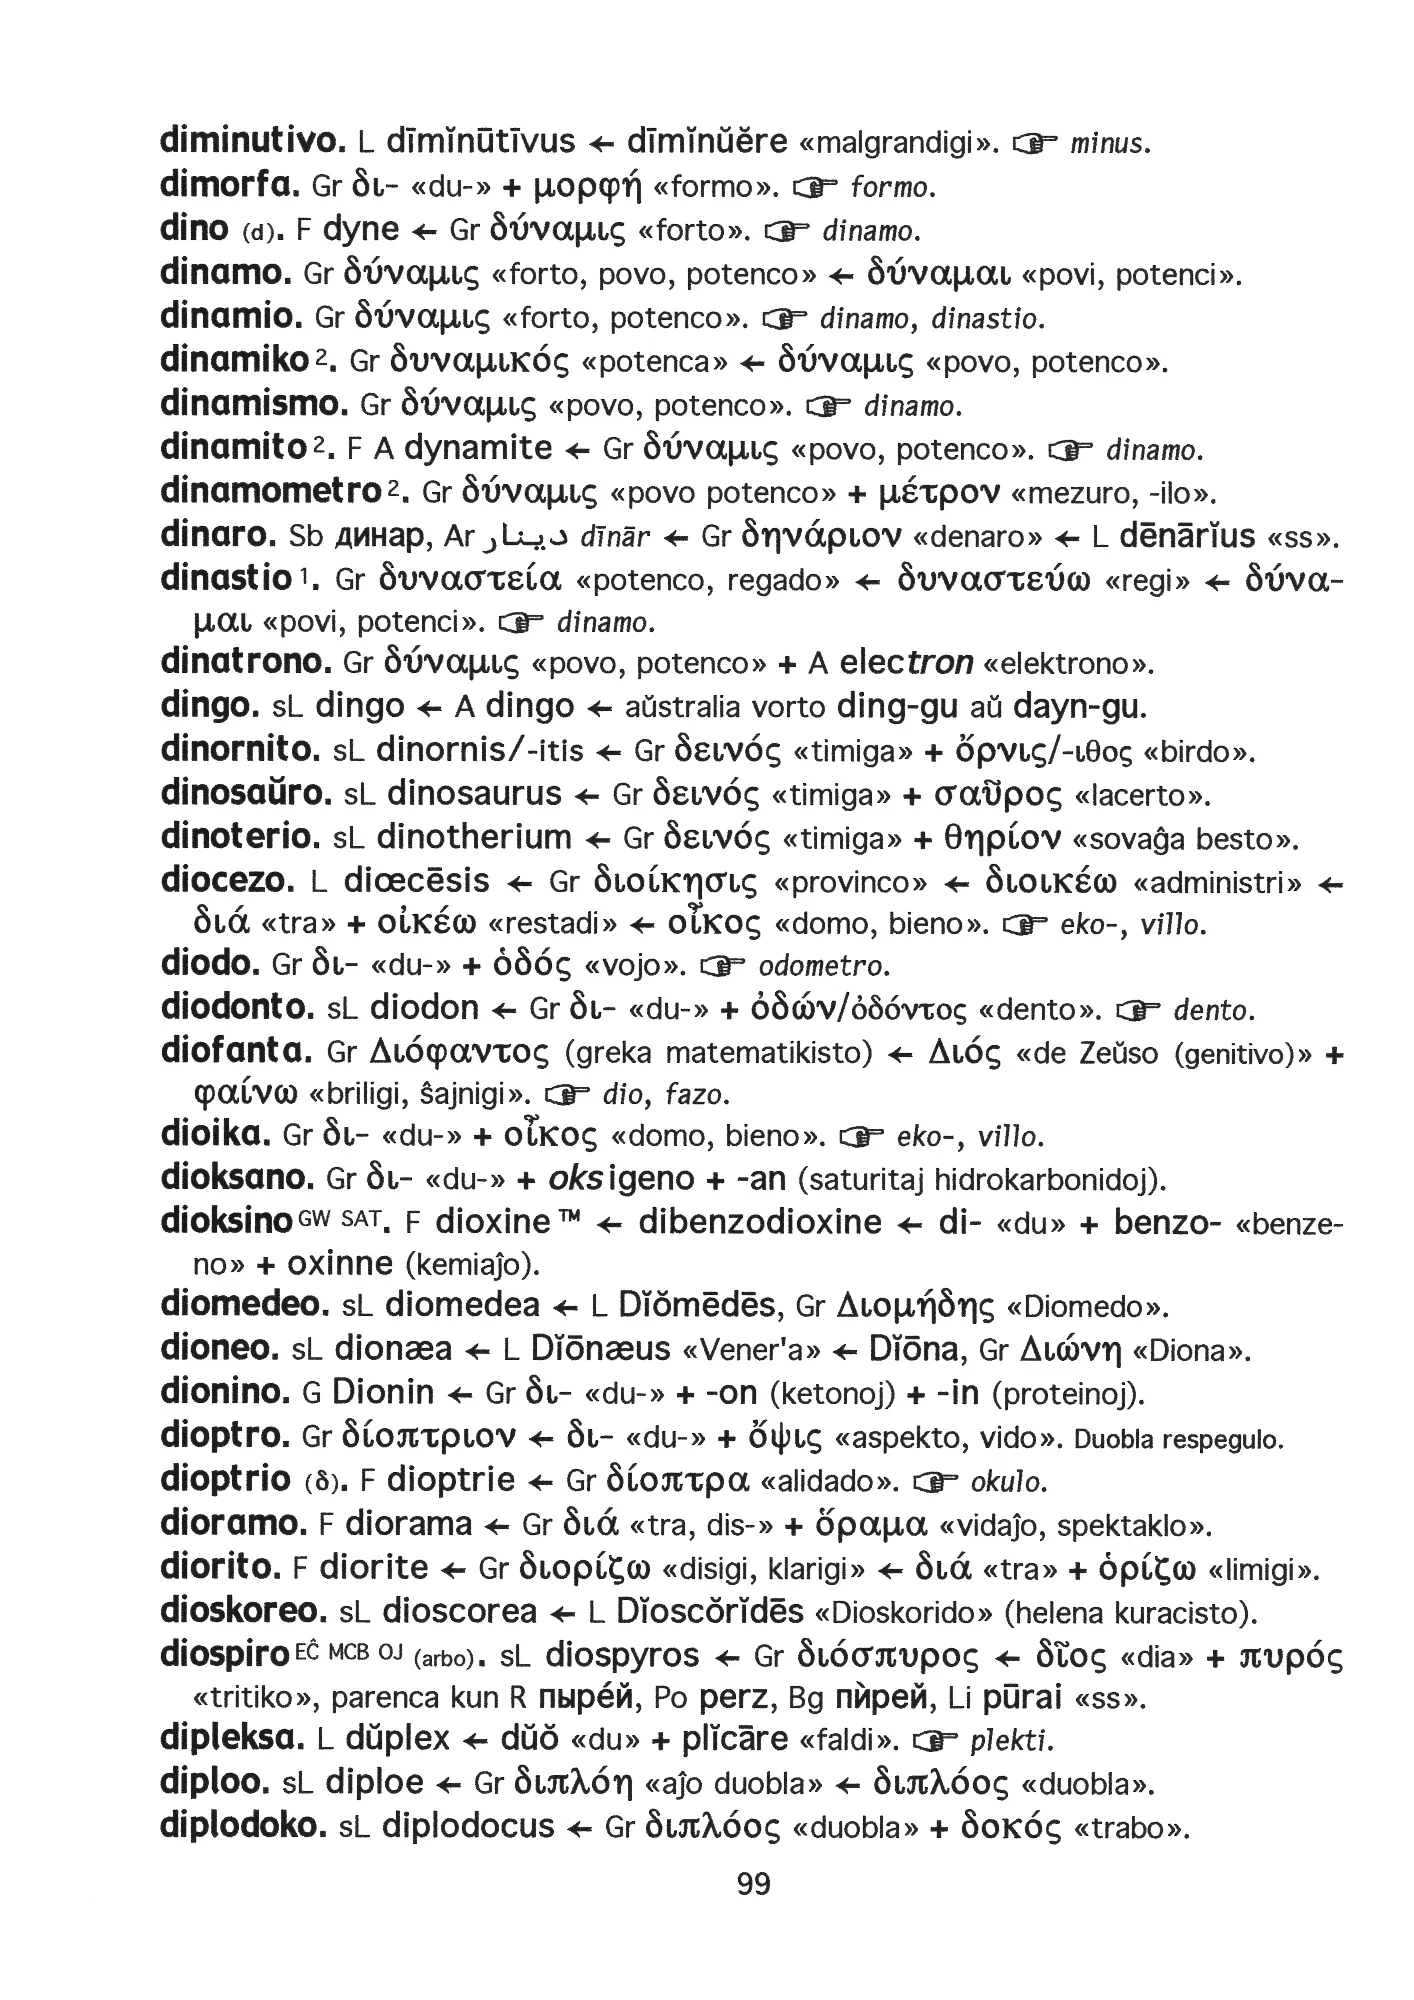 diminutivo. L dīmĭnūtīvus ← dīmĭnŭĕre «malgrandigi». ☞ minus.
dimorfa. Gr δι- «du-» + μορφή «formo». ☞ formo.
dino (d). F dyne ← Gr δύναμις «forto». ☞ dinamo.
dinamo. Gr δύναμις «forto, povo, potenco» ← δύναμαι «povi, potenci».
dinamio. Gr δύναμις «forto, potenco». ☞ dinamo, dinastio.
dinamiko 2. Gr δυναμικός «potenca» ← δύναμις «povo, potenco».
dinamismo. Gr δύναμις «povo, potenco». ☞ dinamo.
dinamito 2. F A dynamite ← Gr δύναμις «povo, potenco». ☞ dinamo.
dinamometro 2. Gr δύναμις «povo potenco» + μέτρον «mezuro, -ilo».
dinaro. Sb динар, Ar دينار dīnār ← Gr δηνάριον «denaro» ← L dēnārĭus «ss».
dinastio 1. Gr δυναστεία «potenco, regado» ← δυναστεύω «regi» ← δύνα-
μαι «povi, potenci». ☞ dinamo.
dinatrono. Gr δύναμις «povo, potenco» + A electron «elektrono».
dingo. sL dingo ← A dingo ← aŭstralia vorto ding-gu aŭ dayn-gu.
dinornito. sL dinornis/-itis ← Gr δεινός «timiga» + ὄρνις/-ιθος «birdo».
dinosaŭro. sL dinosaurus ← Gr δεινός «timiga» + σαῦρος «lacerto».
dinoterio. sL dinotherium ← Gr δεινός «timiga» + θηρίον «sovaĝa besto».
diocezo. L diœcēsis ← Gr διοίκησις «provinco» ← διοικέω «administri» ←
διά «tra» + οἰκέω «restadi» ← οἶκος «domo, bieno». ☞ eko-, villo.
diodo. Gr δι- «du-» + ὁδός «vojo». ☞ odometro.
diodonto. sL diodon ← Gr δι- «du-» + ὀδών/ὀδόντος «dento». ☞ dento.
diofanta. Gr Διόφαντος (greka matematikisto) ← Διός «de Zeŭso (genitivo)» +
φαίνω «briligi, ŝajnigi». ☞ dio, fazo.
dioika. Gr δι- «du-» + οἶκος «domo, bieno». ☞ eko-, villo.
dioksano. Gr δι- «du-» + oksigeno + -an (saturitaj hidrokarbonidoj).
dioksino GW SAT. F dioxine™ ← dibenzodioxine ← di- «du» + benzo- «benze-
no» + oxinne (kemiaĵo).
diomedeo. sL diomedea ← L Dĭŏmēdēs, Gr Διομήδης «Diomedo».
dioneo. sL dionæa ← L Dĭōnæus «Vener'a» ← Dĭōna, Gr Διώνη «Diona».
dionino. G Dionin ← Gr δι- «du-» + -on (ketonoj) + -in (proteinoj).
dioptro. Gr δίοπτριον ← δι- «du-» + ὄψις «aspekto, vido». Duobla respegulo.
dioptrio (δ). F dioptrie ← Gr δίοπτρα «alidado». ☞ okulo.
dioramo. F diorama ← Gr διά «tra, dis-» + ὅραμα «vidaĵo, spektaklo».
diorito. F diorite ← Gr διορίζω «disigi, klarigi» ← διά «tra» + ὁρίζω «limigi».
dioskoreo. sL dioscorea ← L Dĭoscŏrĭdēs «Dioskorido» (helena kuracisto).
diospiro EĈ MCB OJ (arbo). sL diospyros ← Gr διόσπυρος ← δῖος «dia» + πυρός
«tritiko», parenca kun R пырéй, Po perz, Bg пѝрей, Li pūrai «ss».
dipleksa. L dŭplex ← dŭŏ «du» + plĭcāre «faldi». ☞ plekti.
diploo. sL diploe ← Gr διπλόη «aĵo duobla» ← διπλόος «duobla».
diplodoko. sL diplodocus ← Gr διπλόος «duobla» + δοκός «trabo».
99